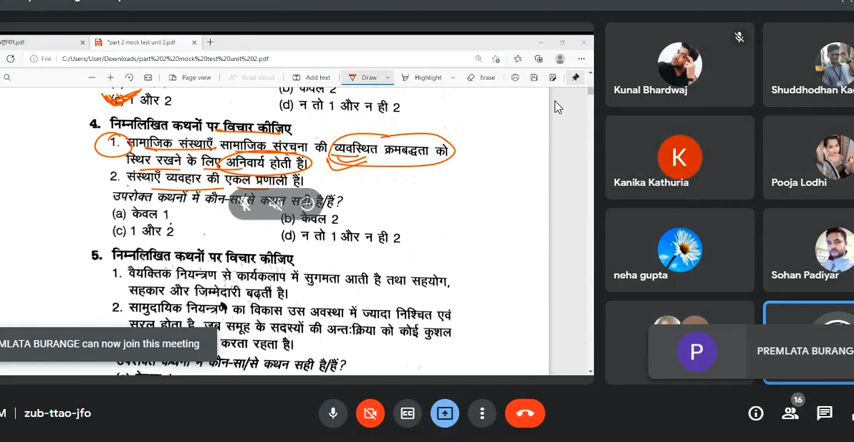 "part 2 mock test unit 2.pdf
File C:/Users/User/Downloads/part%202%20mock%20test%20unit%202.pdf
Page view Read aloud Add text Draw Highlight Erase
(c) 1 और 2
(b) केवल 2
(d) न तो 1 और न ही 2
4. निम्नलिखित कथनों पर विचार कीजिए
1. सामाजिक संस्थाएँ सामाजिक संरचना की व्यवस्थित क्रमबद्धता को
स्थिर रखने के लिए अनिवार्य होती हैं।
2. संस्थाएँ व्यवहार की एकल प्रणाली हैं।
उपरोक्त कथनों में कौन-सा/से कथन सही है/हैं?
(a) केवल 1
(b) केवल 2
(c) 1 और 2
(d) न तो 1 और न ही 2
5. निम्नलिखित कथनों पर विचार कीजिए
1. वैयक्तिक नियन्त्रण से कार्यकलाप में सुगमता आती है तथा सहयोग,
सहकार और जिम्मेदारी बढ़ती है।
2. सामुदायिक नियन्त्रण का विकास उस अवस्था में ज्यादा निश्चित एवं
सरल होता है, जब समूह के सदस्यों की अन्तःक्रिया को कोई कुशल
करता रहता है।
कथनों में कौन-सा/से कथन सही है/हैं?
MLATA BURANGE can now join this meeting
Kunal Bhardwaj
Shuddhodhan Ka
K
Kanika Kathuria
Pooja Lodhi
neha gupta
Sohan Padiyar
P
PREMLATA BURANG
M zub-ttao-jfo
16